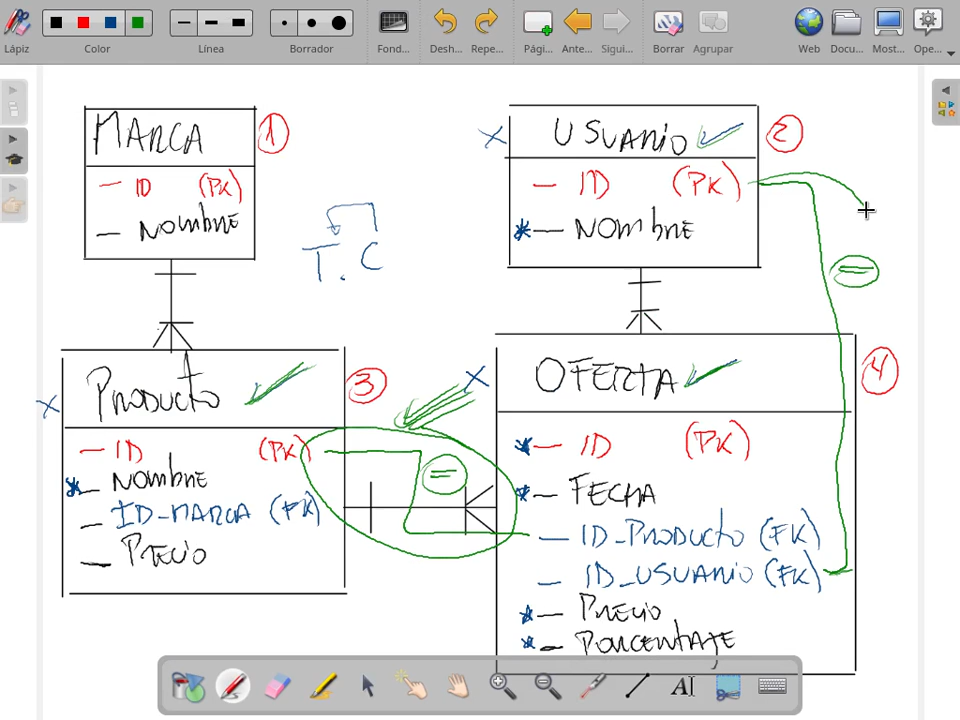 Lápiz
Color
Línea
Borrador
Fond...
Desh...
Repe...
Pági...
Ante...
Sigui...
Borrar
Agrupar
Web
Docu...
Most...
Ope...
MARCA
1
- ID (PK)
- Nombre
T.C
USUARIO
2
- ID (PK)
* - NOMbre
PRODUCTO
3
- ID (PK)
* - NOMBRE
- ID_MARCA (FK)
- PRECIO
=
OFERTA
4
* - ID (PK)
* - FECHA
- ID_PRODUCTO (FK)
- ID_USUARIO (FK)
* - PRECIO
* - PORCENTAJE
=